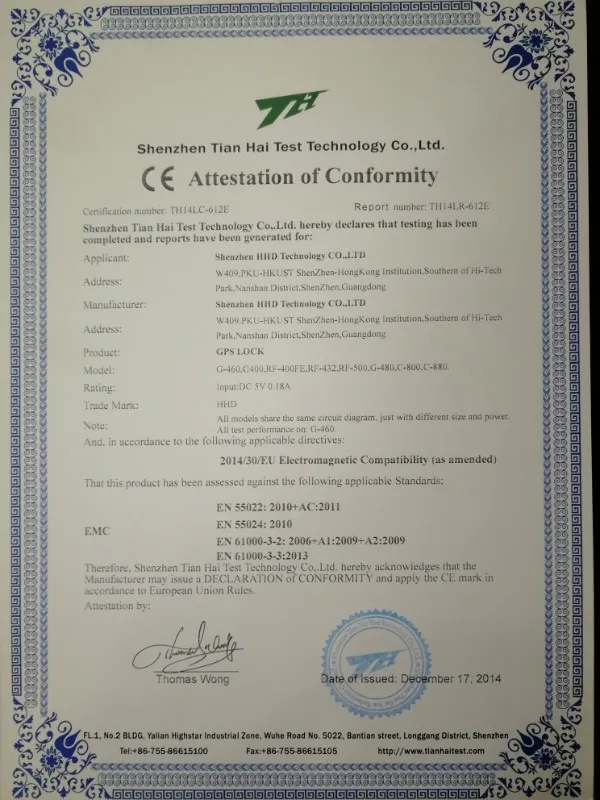 TH
Shenzhen Tian Hai Test Technology Co.,Ltd.
CE Attestation of Conformity
Certification number: TH14LC-612E Report number: TH14LR-612E
Shenzhen Tian Hai Test Technology Co.,Ltd. hereby declares that testing has been
completed and reports have been generated for:
Applicant: Shenzhen HHD Technology CO.,LTD
Address: W409,PKU-HKUST ShenZhen-HongKong Institution,Southern of Hi-Tech
Park,Nanshan District,ShenZhen,Guangdong
Manufacturer: Shenzhen HHD Technology CO.,LTD
Address: W409,PKU-HKUST ShenZhen-HongKong Institution,Southern of Hi-Tech
Park,Nanshan District,ShenZhen,Guangdong
Product: GPS LOCK
Model: G-460,G400,RF-400FE,RF-432,RF-500,G-480,C-800,C-880.
Rating: Input:DC 5V 0.18A
Trade Mark: HHD
Note: All models share the same circuit diagram, just with different size and power.
All test performance on: G-460
And, in accordance to the following applicable directives:
2014/30/EU Electromagnetic Compatibility (as amended)
That this product has been assessed against the following applicable Standards:
EMC
EN 55022: 2010+AC:2011
EN 55024: 2010
EN 61000-3-2: 2006+A1:2009+A2:2009
EN 61000-3-3:2013
Therefore, Shenzhen Tian Hai Test Technology Co,.Ltd. hereby acknowledges that the
Manufacturer may issue a DECLARATION of CONFORMITY and apply the CE mark in
accordance to European Union Rules.
Attestation by:
Thomas Wong
TH
Date of Issued: December 17, 2014
FL.1, No.2 BLDG, Yalian Highstar Industrial Zone, Wuhe Road No. 5022, Bantian street, Longgang District, Shenzhen
Tel:+86-755-86615100 Fax:+86-755-86615105 http://www.tianhaitest.com